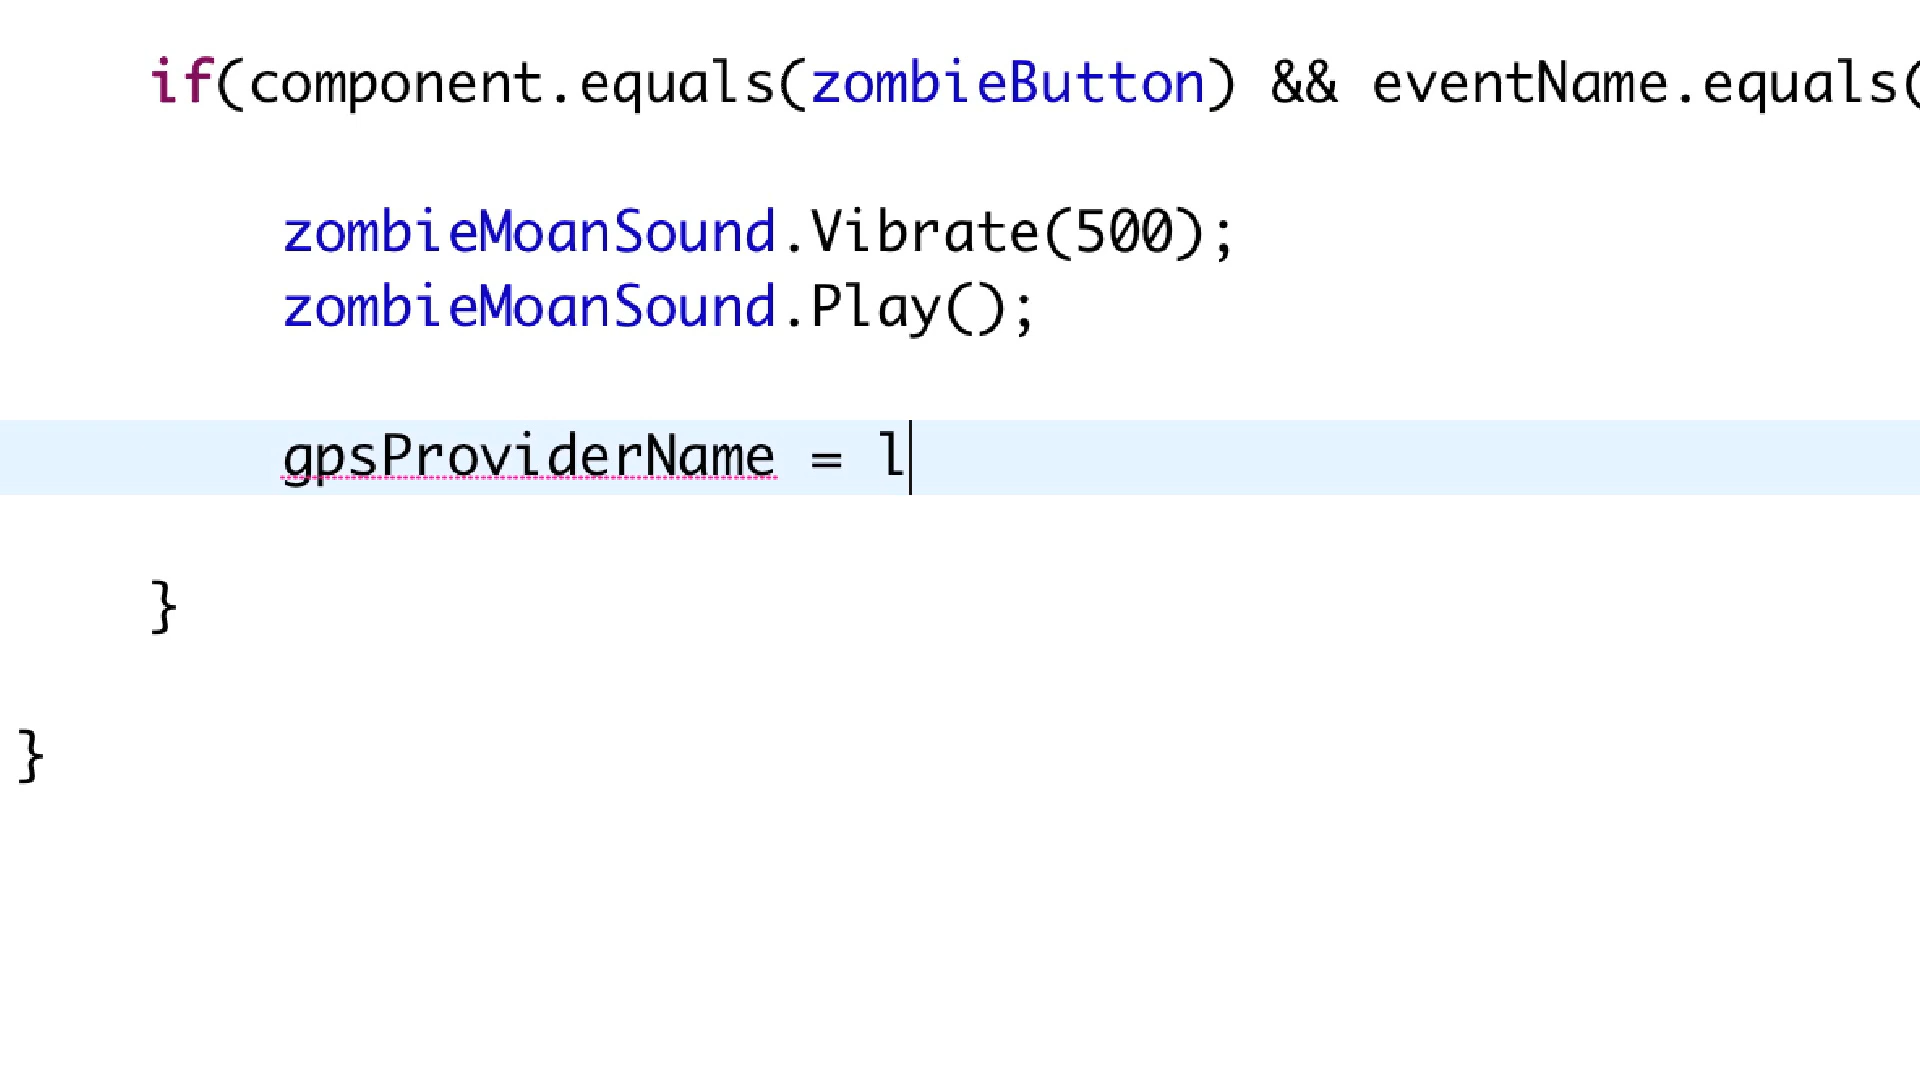 if(component.equals(zombieButton) && eventName.equals(
zombieMoanSound.Vibrate(500);
zombieMoanSound.Play();
gpsProviderName = l
}
}